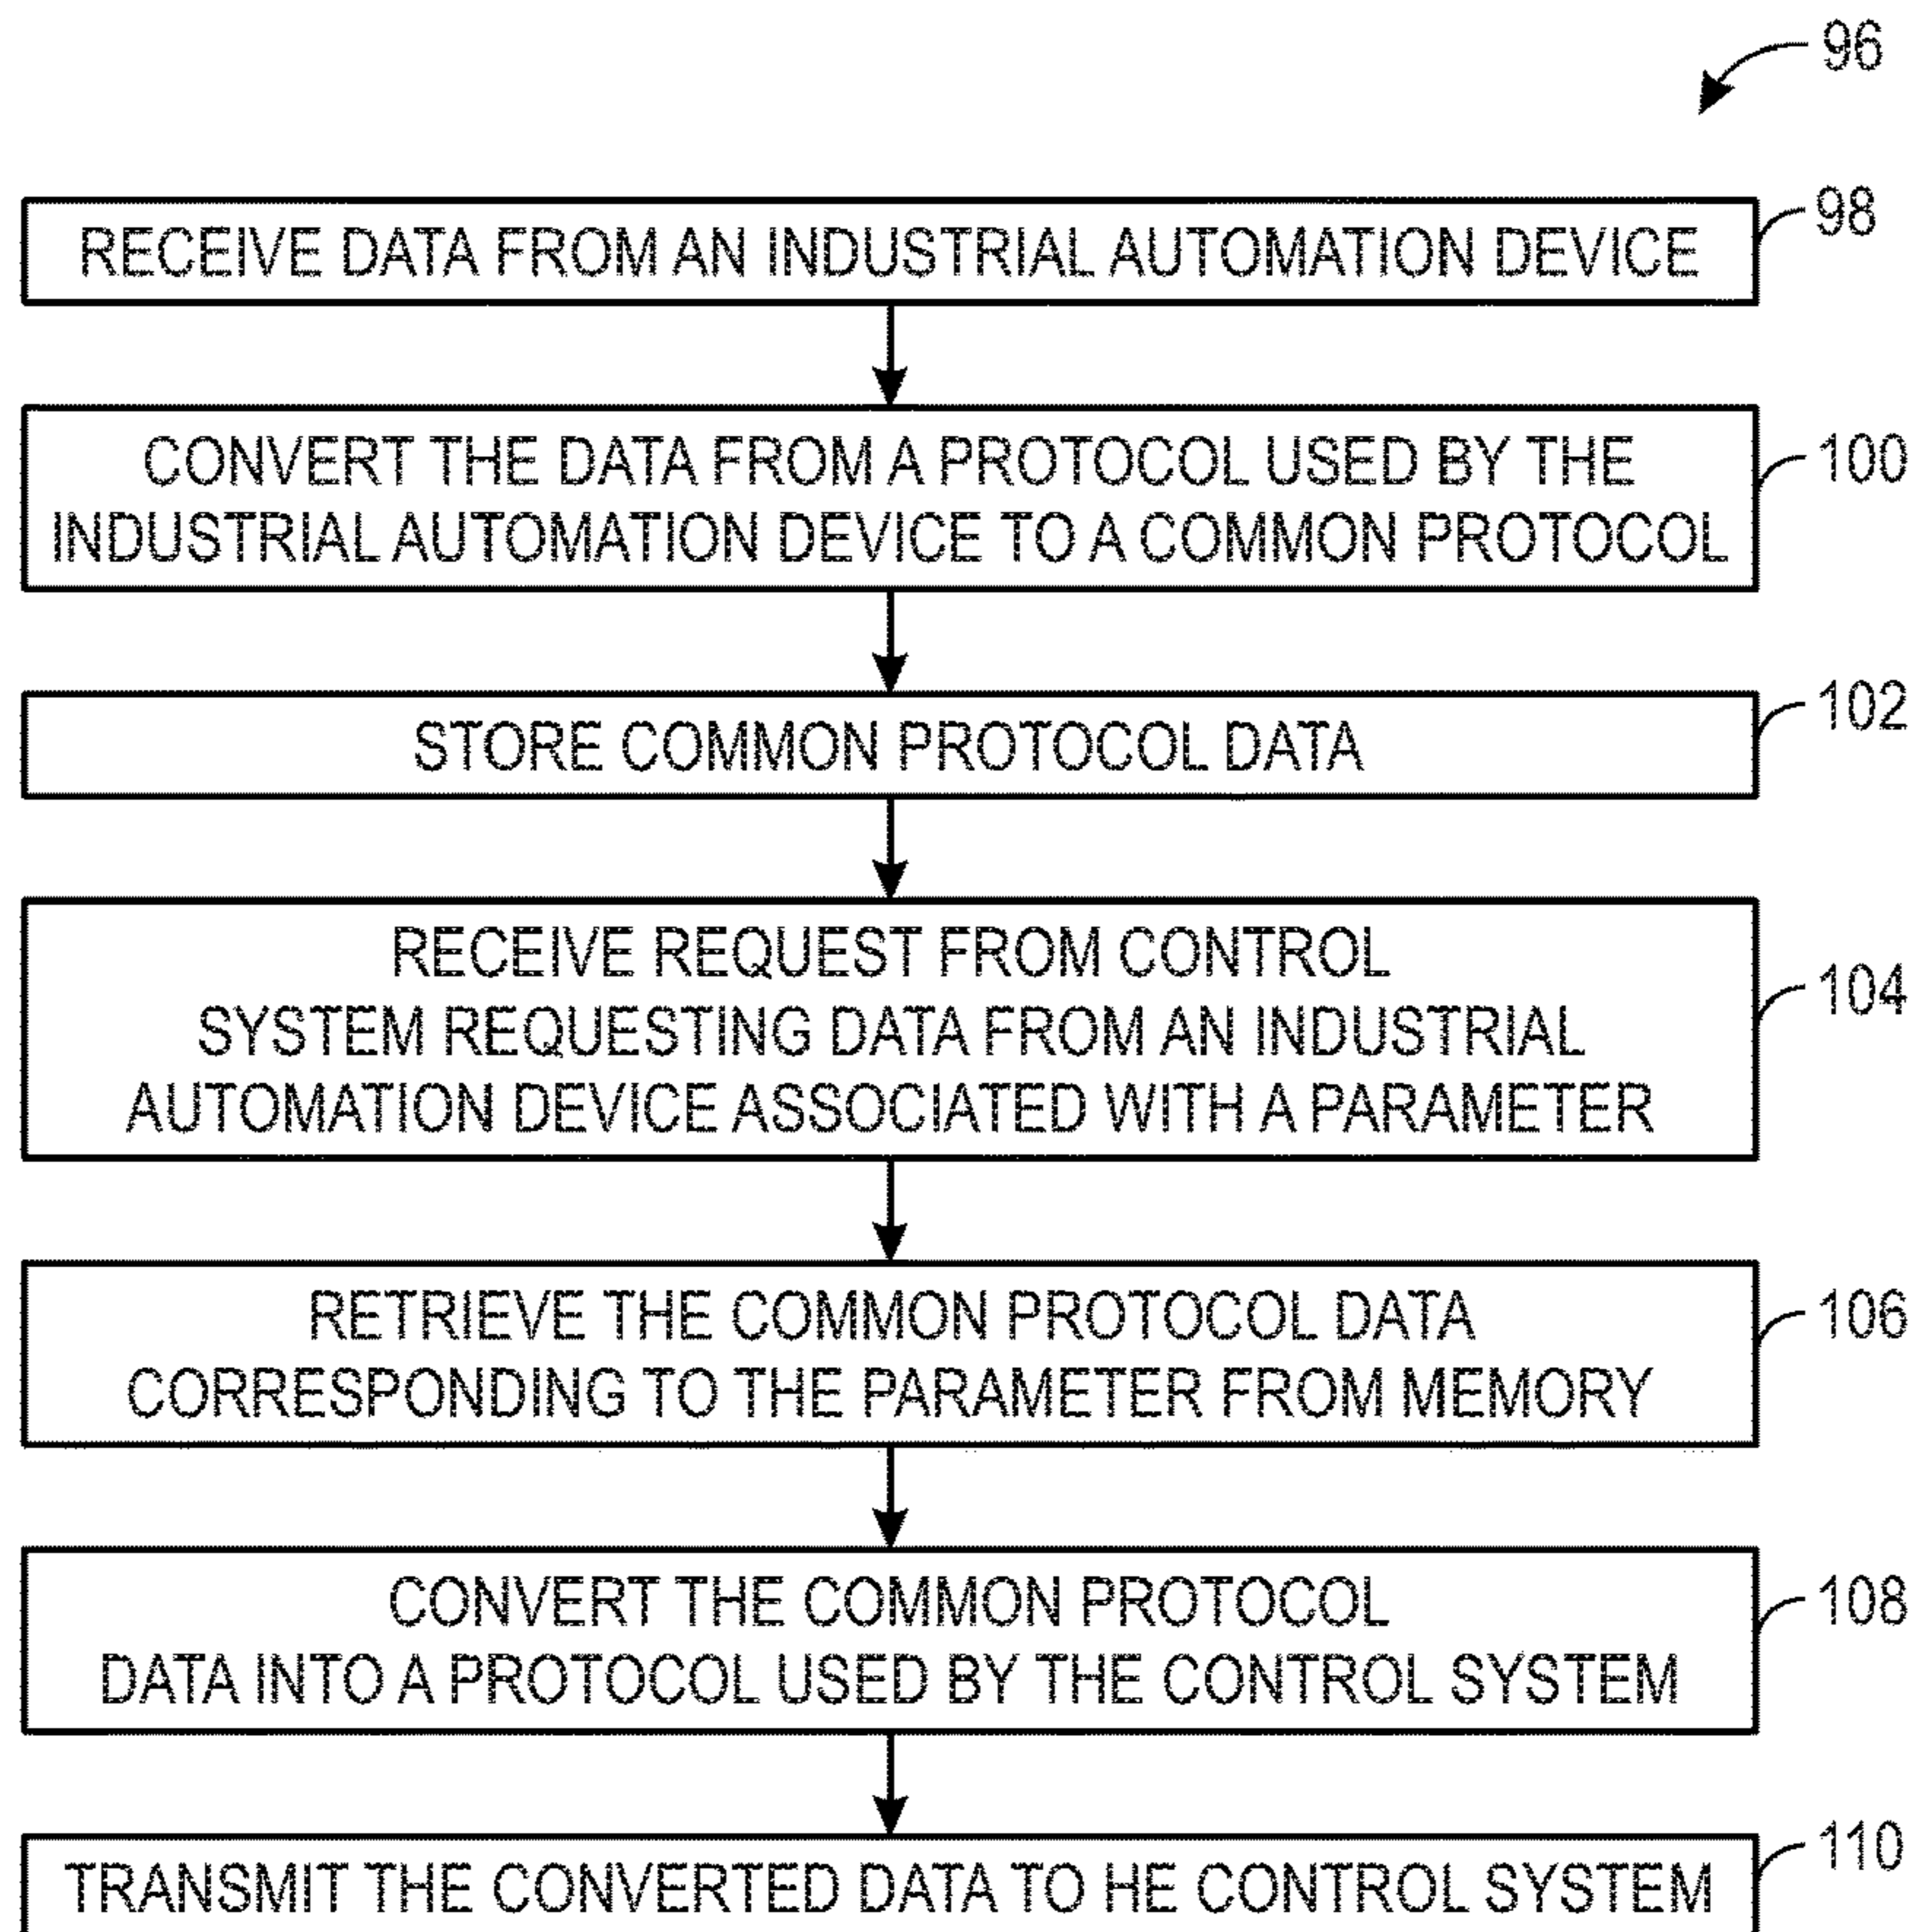 96
RECEIVE DATA FROM AN INDUSTRIAL AUTOMATION DEVICE
98
CONVERT THE DATA FROM A PROTOCOL USED BY THE
INDUSTRIAL AUTOMATION DEVICE TO A COMMON PROTOCOL
100
STORE COMMON PROTOCOL DATA
102
RECEIVE REQUEST FROM CONTROL
SYSTEM REQUESTING DATA FROM AN INDUSTRIAL
AUTOMATION DEVICE ASSOCIATED WITH A PARAMETER
104
RETRIEVE THE COMMON PROTOCOL DATA
CORRESPONDING TO THE PARAMETER FROM MEMORY
106
CONVERT THE COMMON PROTOCOL
DATA INTO A PROTOCOL USED BY THE CONTROL SYSTEM
108
TRANSMIT THE CONVERTED DATA TO HE CONTROL SYSTEM
110